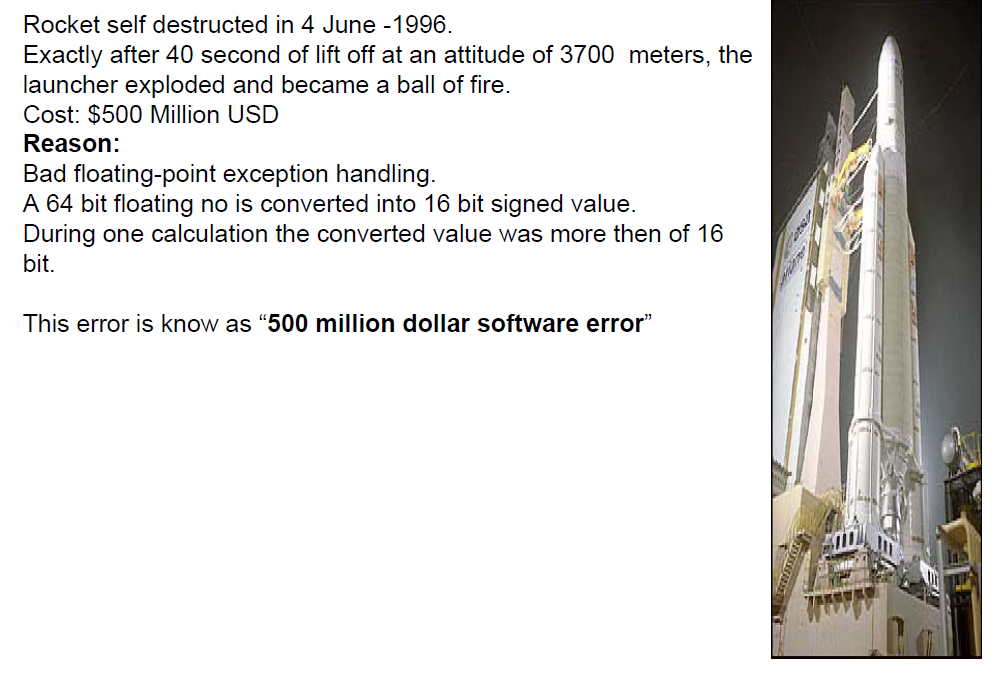 Rocket self destructed in 4 June -1996.
Exactly after 40 second of lift off at an attitude of 3700 meters, the
launcher exploded and became a ball of fire.
Cost: $500 Million USD
Reason:
Bad floating-point exception handling.
A 64 bit floating no is converted into 16 bit signed value.
During one calculation the converted value was more then of 16
bit.
This error is know as “500 million dollar software error”
esa